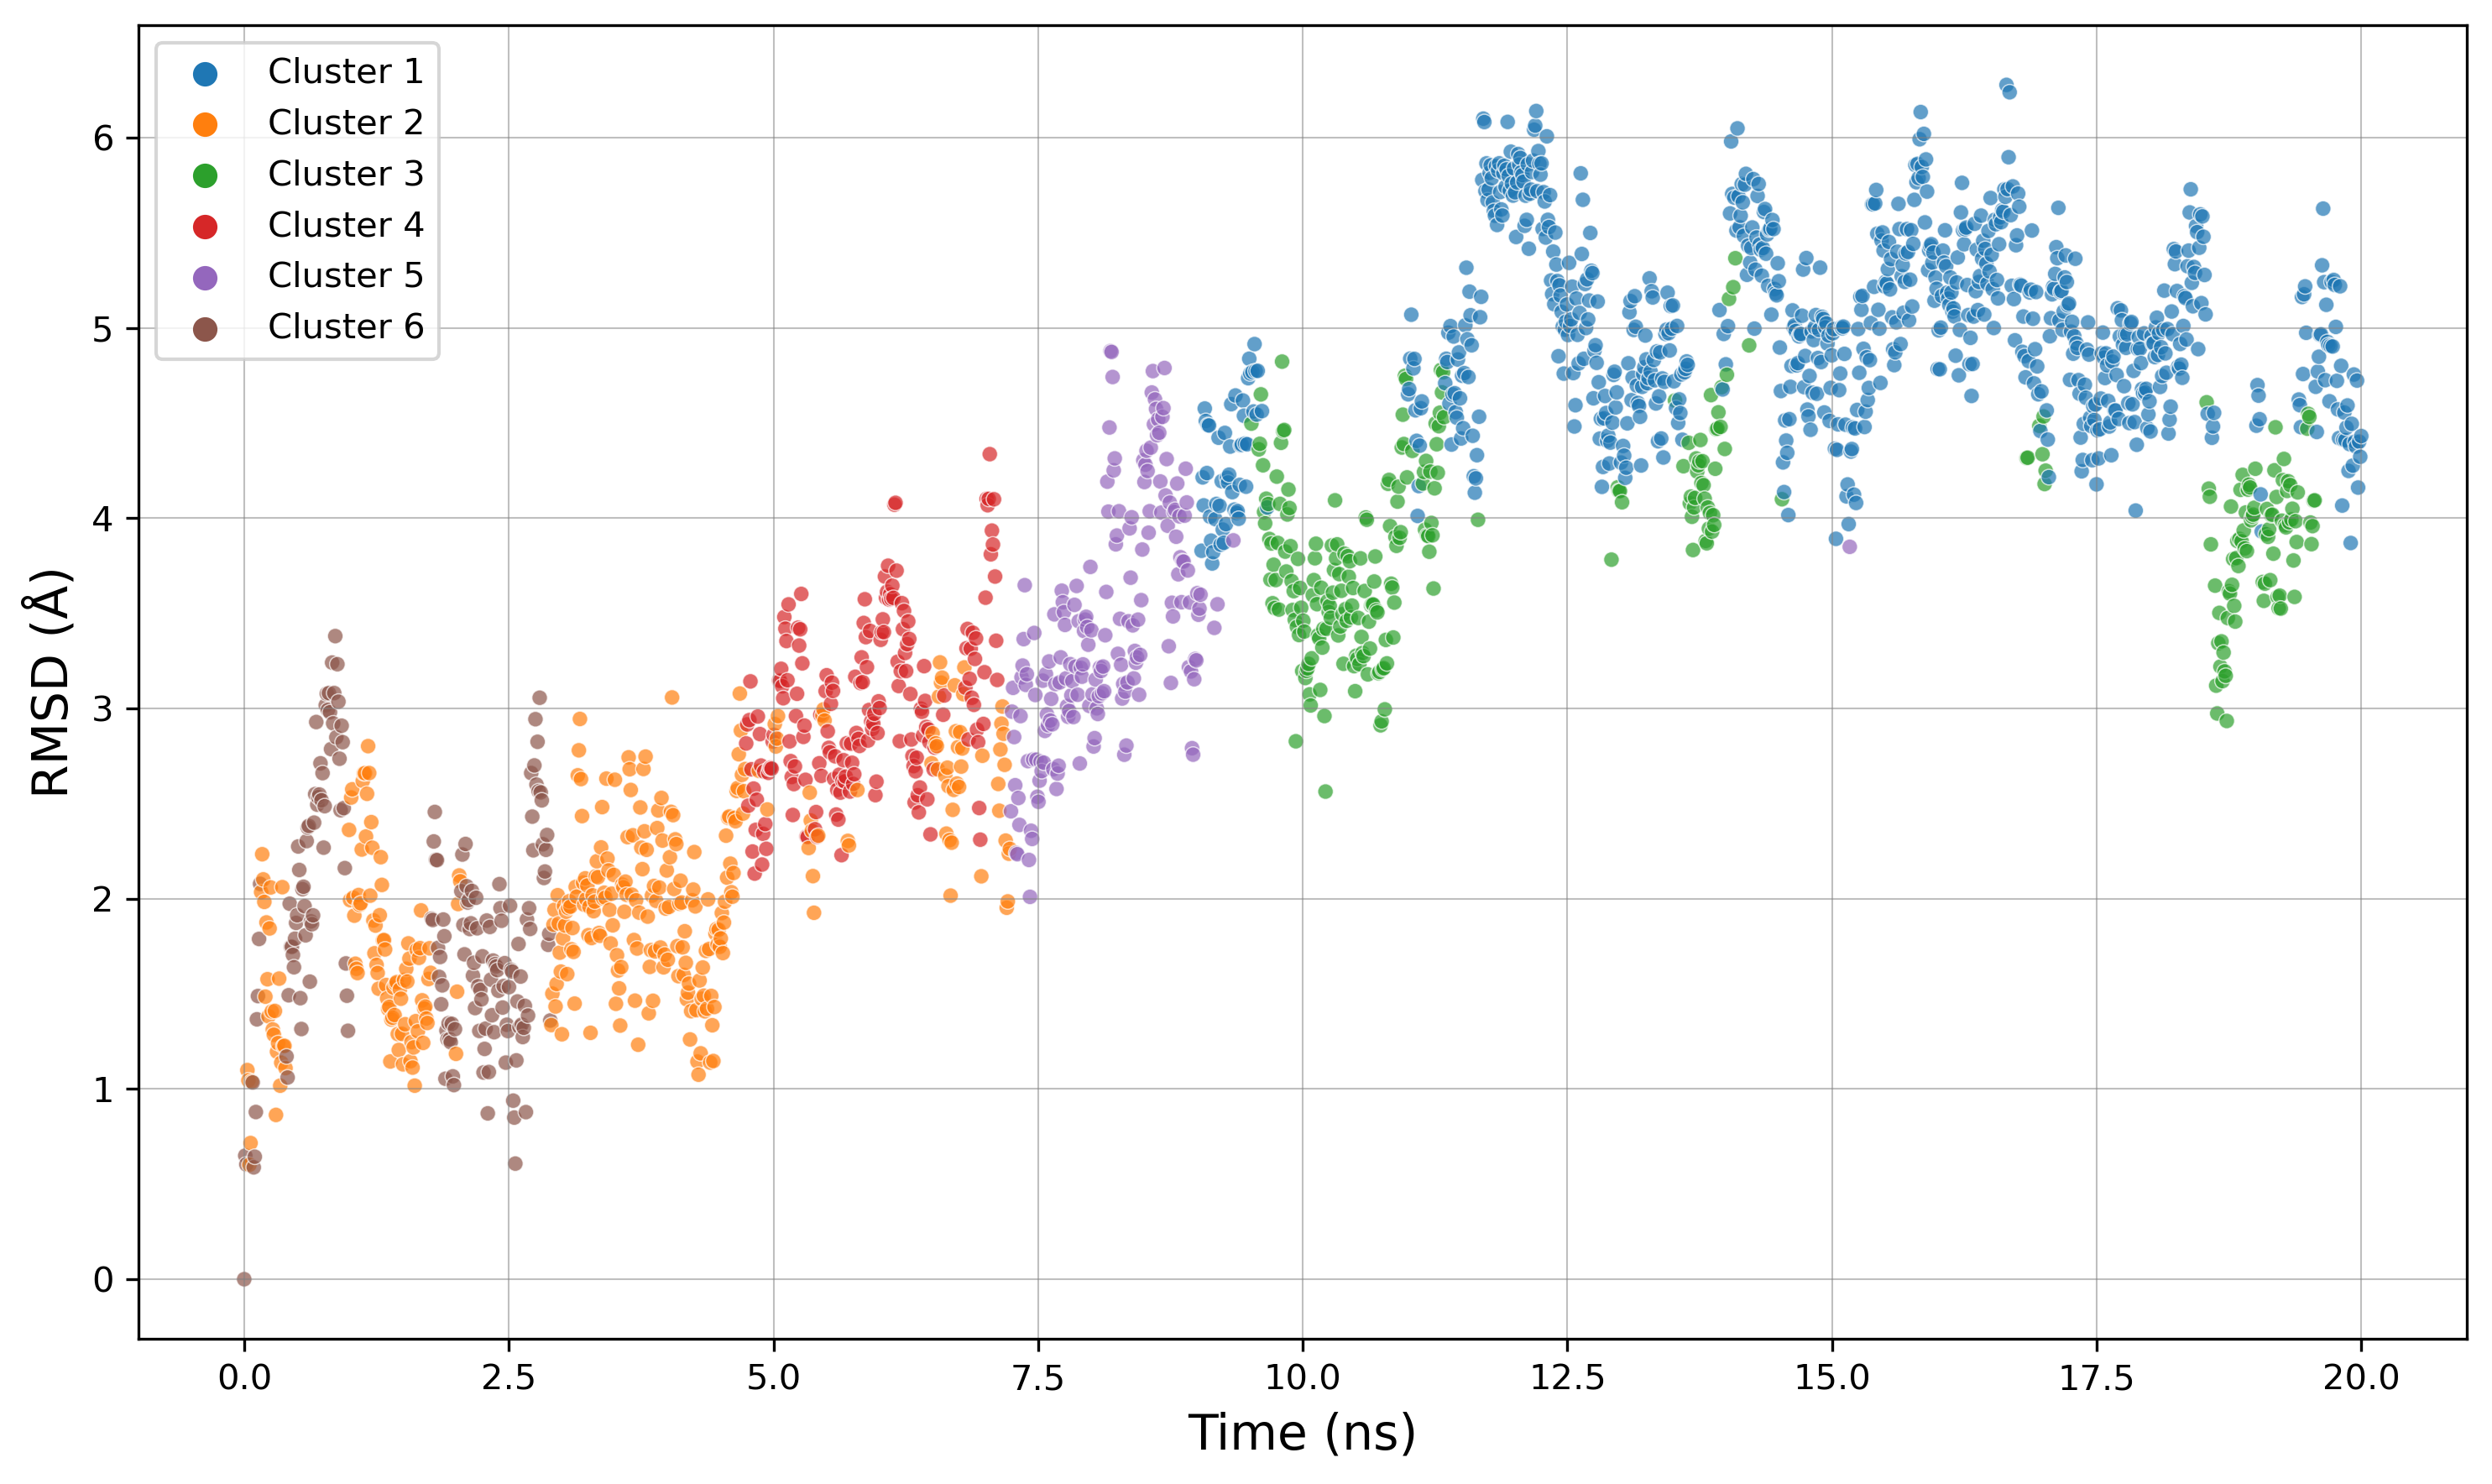 Cluster 1
Cluster 2
Cluster 3
Cluster 4
Cluster 5
Cluster 6
RMSD (Å)
6
5
4
3
2
1
0
0.0 2.5 5.0 7.5 10.0 12.5 15.0 17.5 20.0
Time (ns)